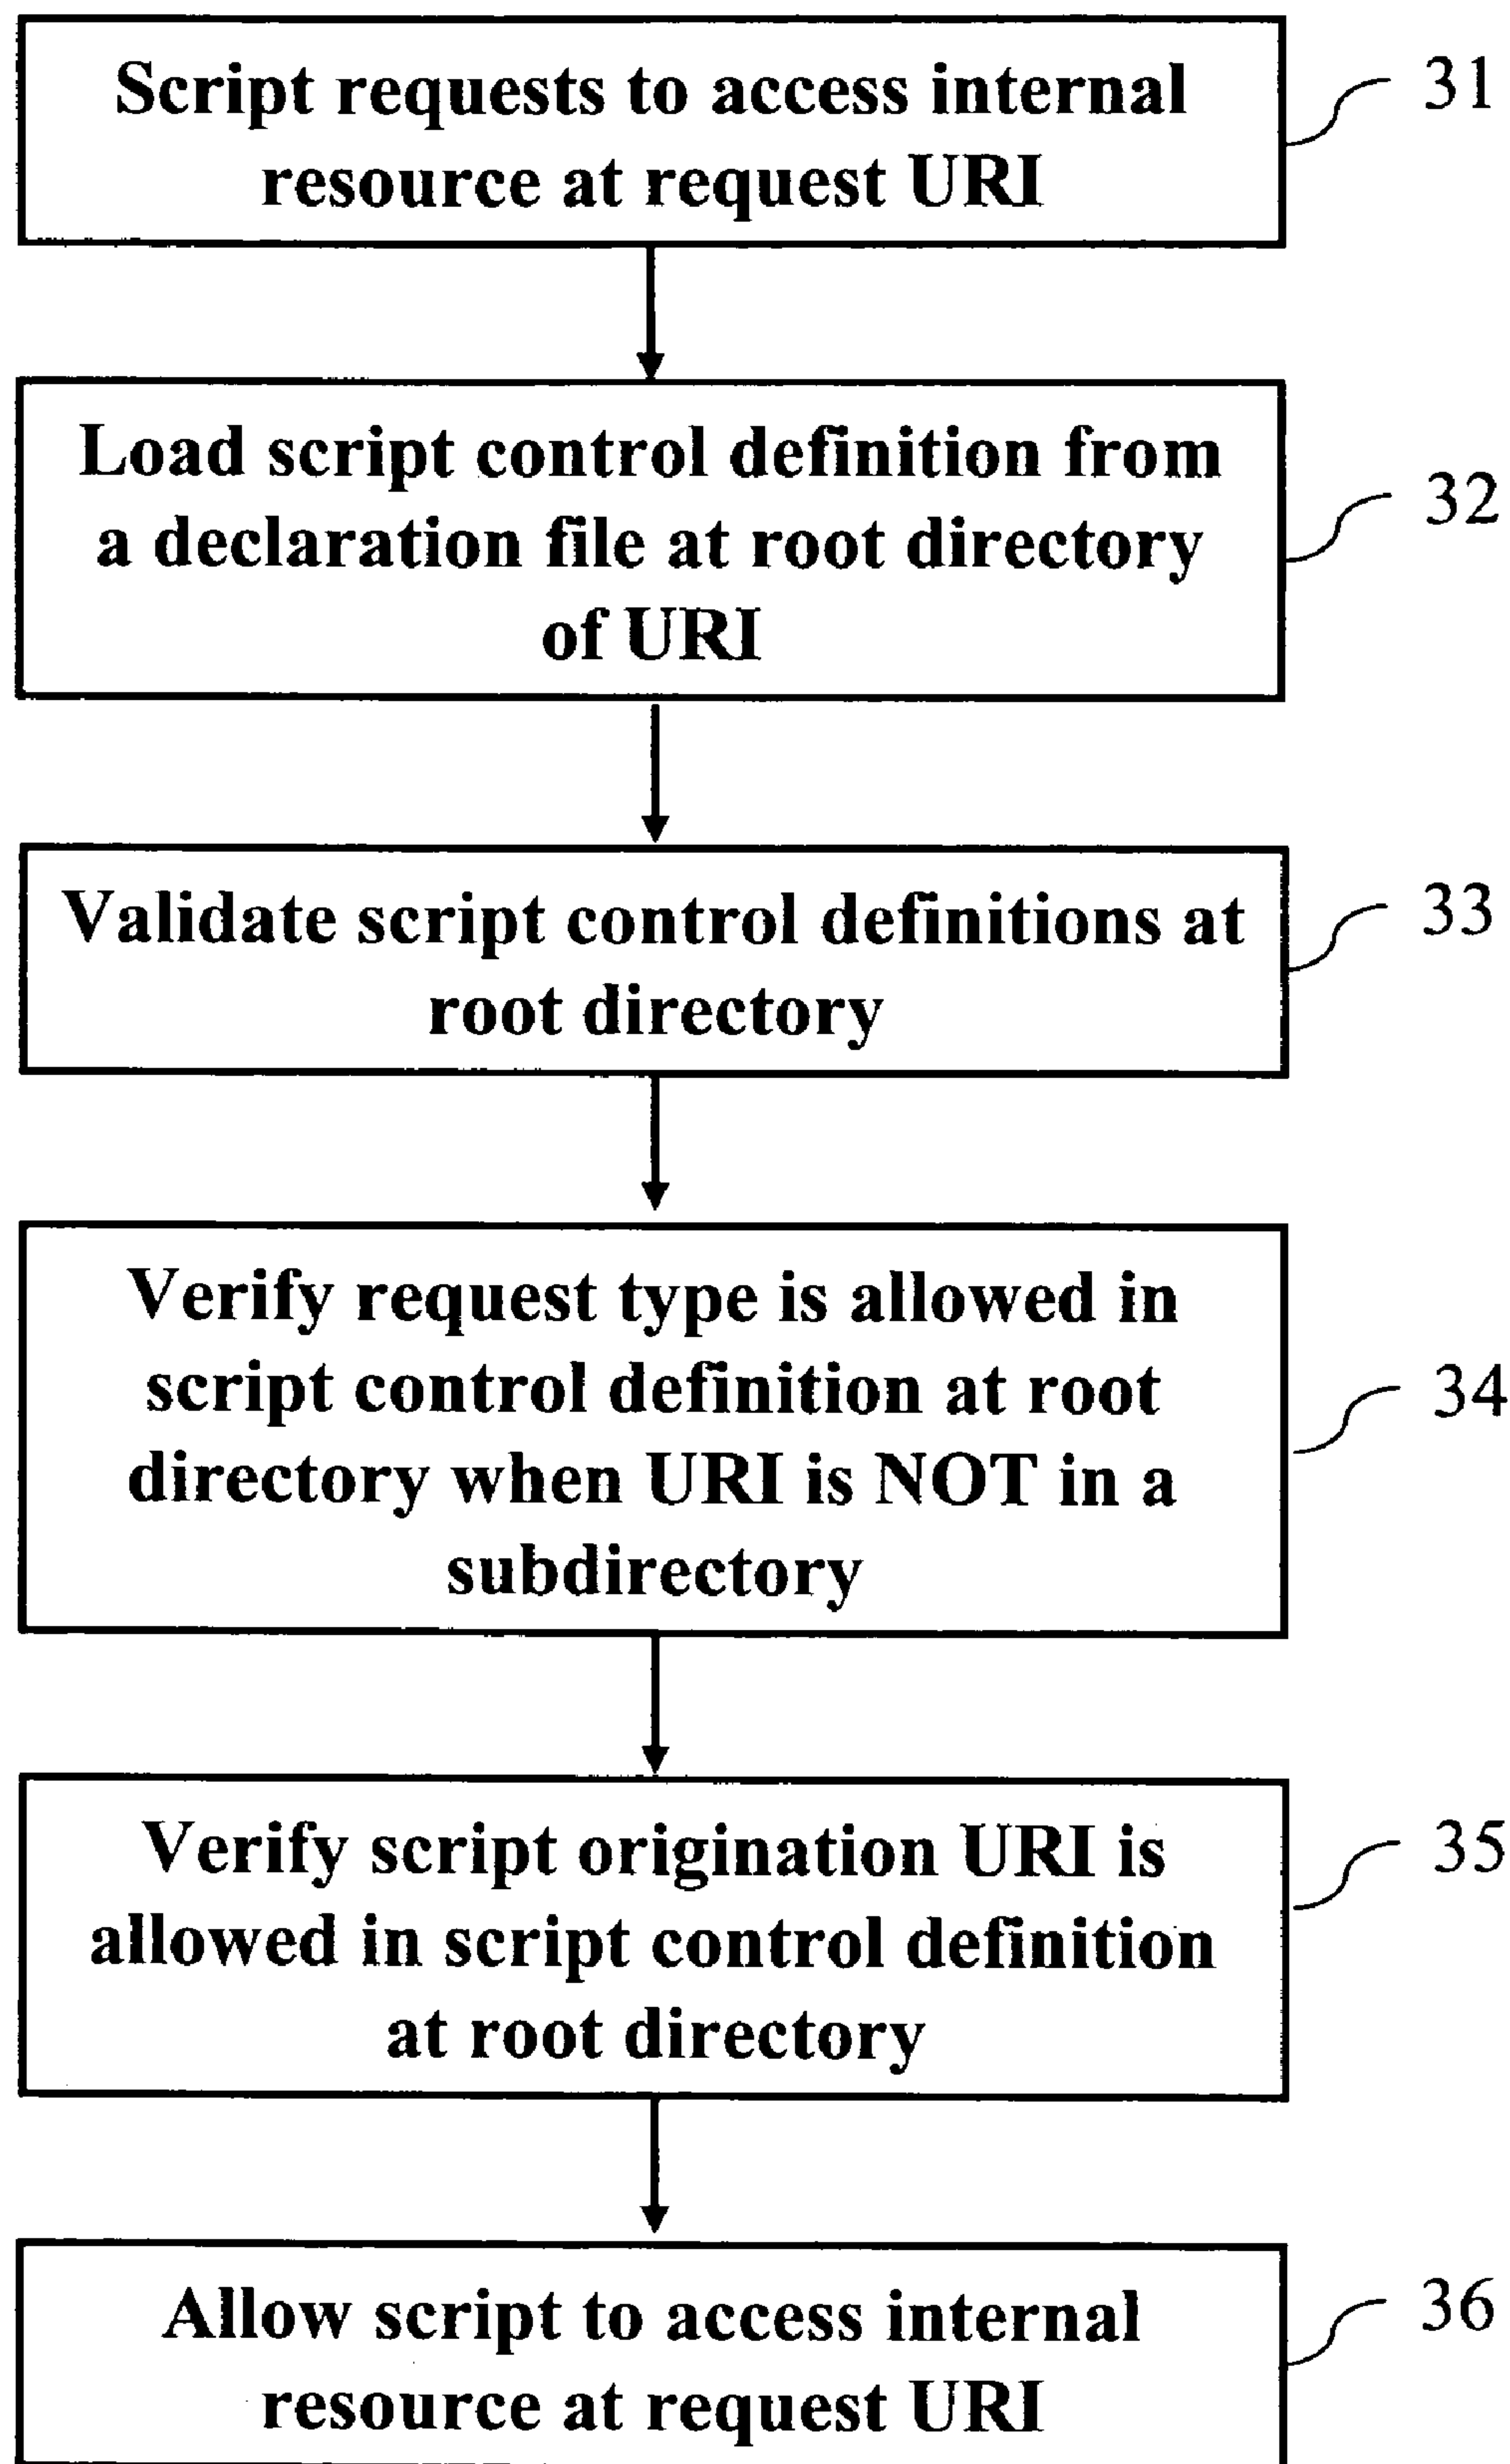 Script requests to access internal
resource at request URI
31
Load script control definition from
a declaration file at root directory
of URI
32
Validate script control definitions at
root directory
33
Verify request type is allowed in
script control definition at root
directory when URI is NOT in a
subdirectory
34
Verify script origination URI is
allowed in script control definition
at root directory
35
Allow script to access internal
resource at request URI
36